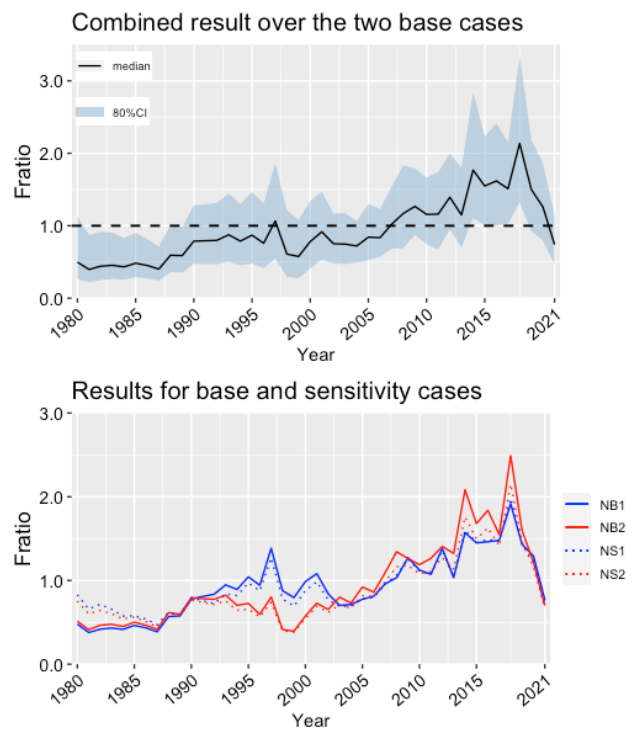 Combined result over the two base cases
median
80%CI
Fratio
3.0
2.0
1.0
0.0
1980
1985
1990
1995
2000
2005
2010
2015
2021
Year
Results for base and sensitivity cases
Fratio
3.0
2.0
1.0
0.0
1980
1985
1990
1995
2000
2005
2010
2015
2021
Year
NB1
NB2
NS1
NS2